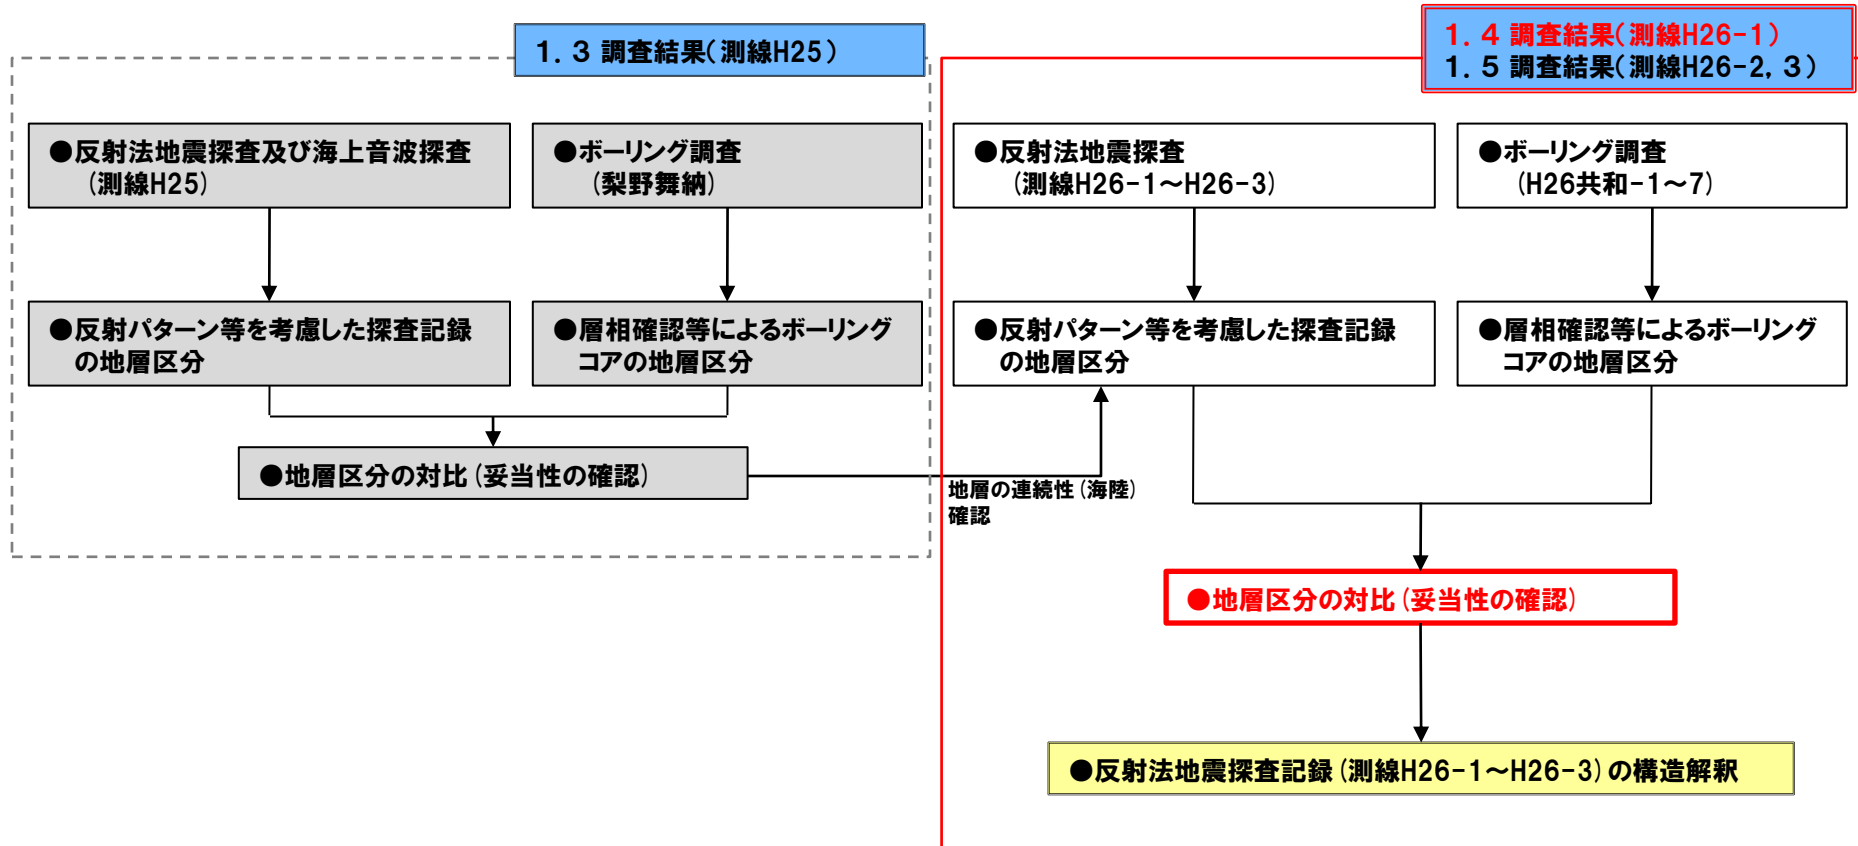 １．３ 調査結果（測線H25）
●反射法地震探査及び海上音波探査
（測線H25）
●ボーリング調査
（梨野舞納）
●反射パターン等を考慮した探査記録
の地層区分
●層相確認等によるボーリング
コアの地層区分
●地層区分の対比（妥当性の確認）
地層の連続性（海陸）
確認
１．４ 調査結果（測線H26-1）
１．５ 調査結果（測線H26-2，３）
●反射法地震探査
（測線H26-1～H26-3）
●ボーリング調査
（H26共和-1～7）
●反射パターン等を考慮した探査記録
の地層区分
●層相確認等によるボーリング
コアの地層区分
●地層区分の対比（妥当性の確認）
●反射法地震探査記録（測線H26-1～H26-3）の構造解釈